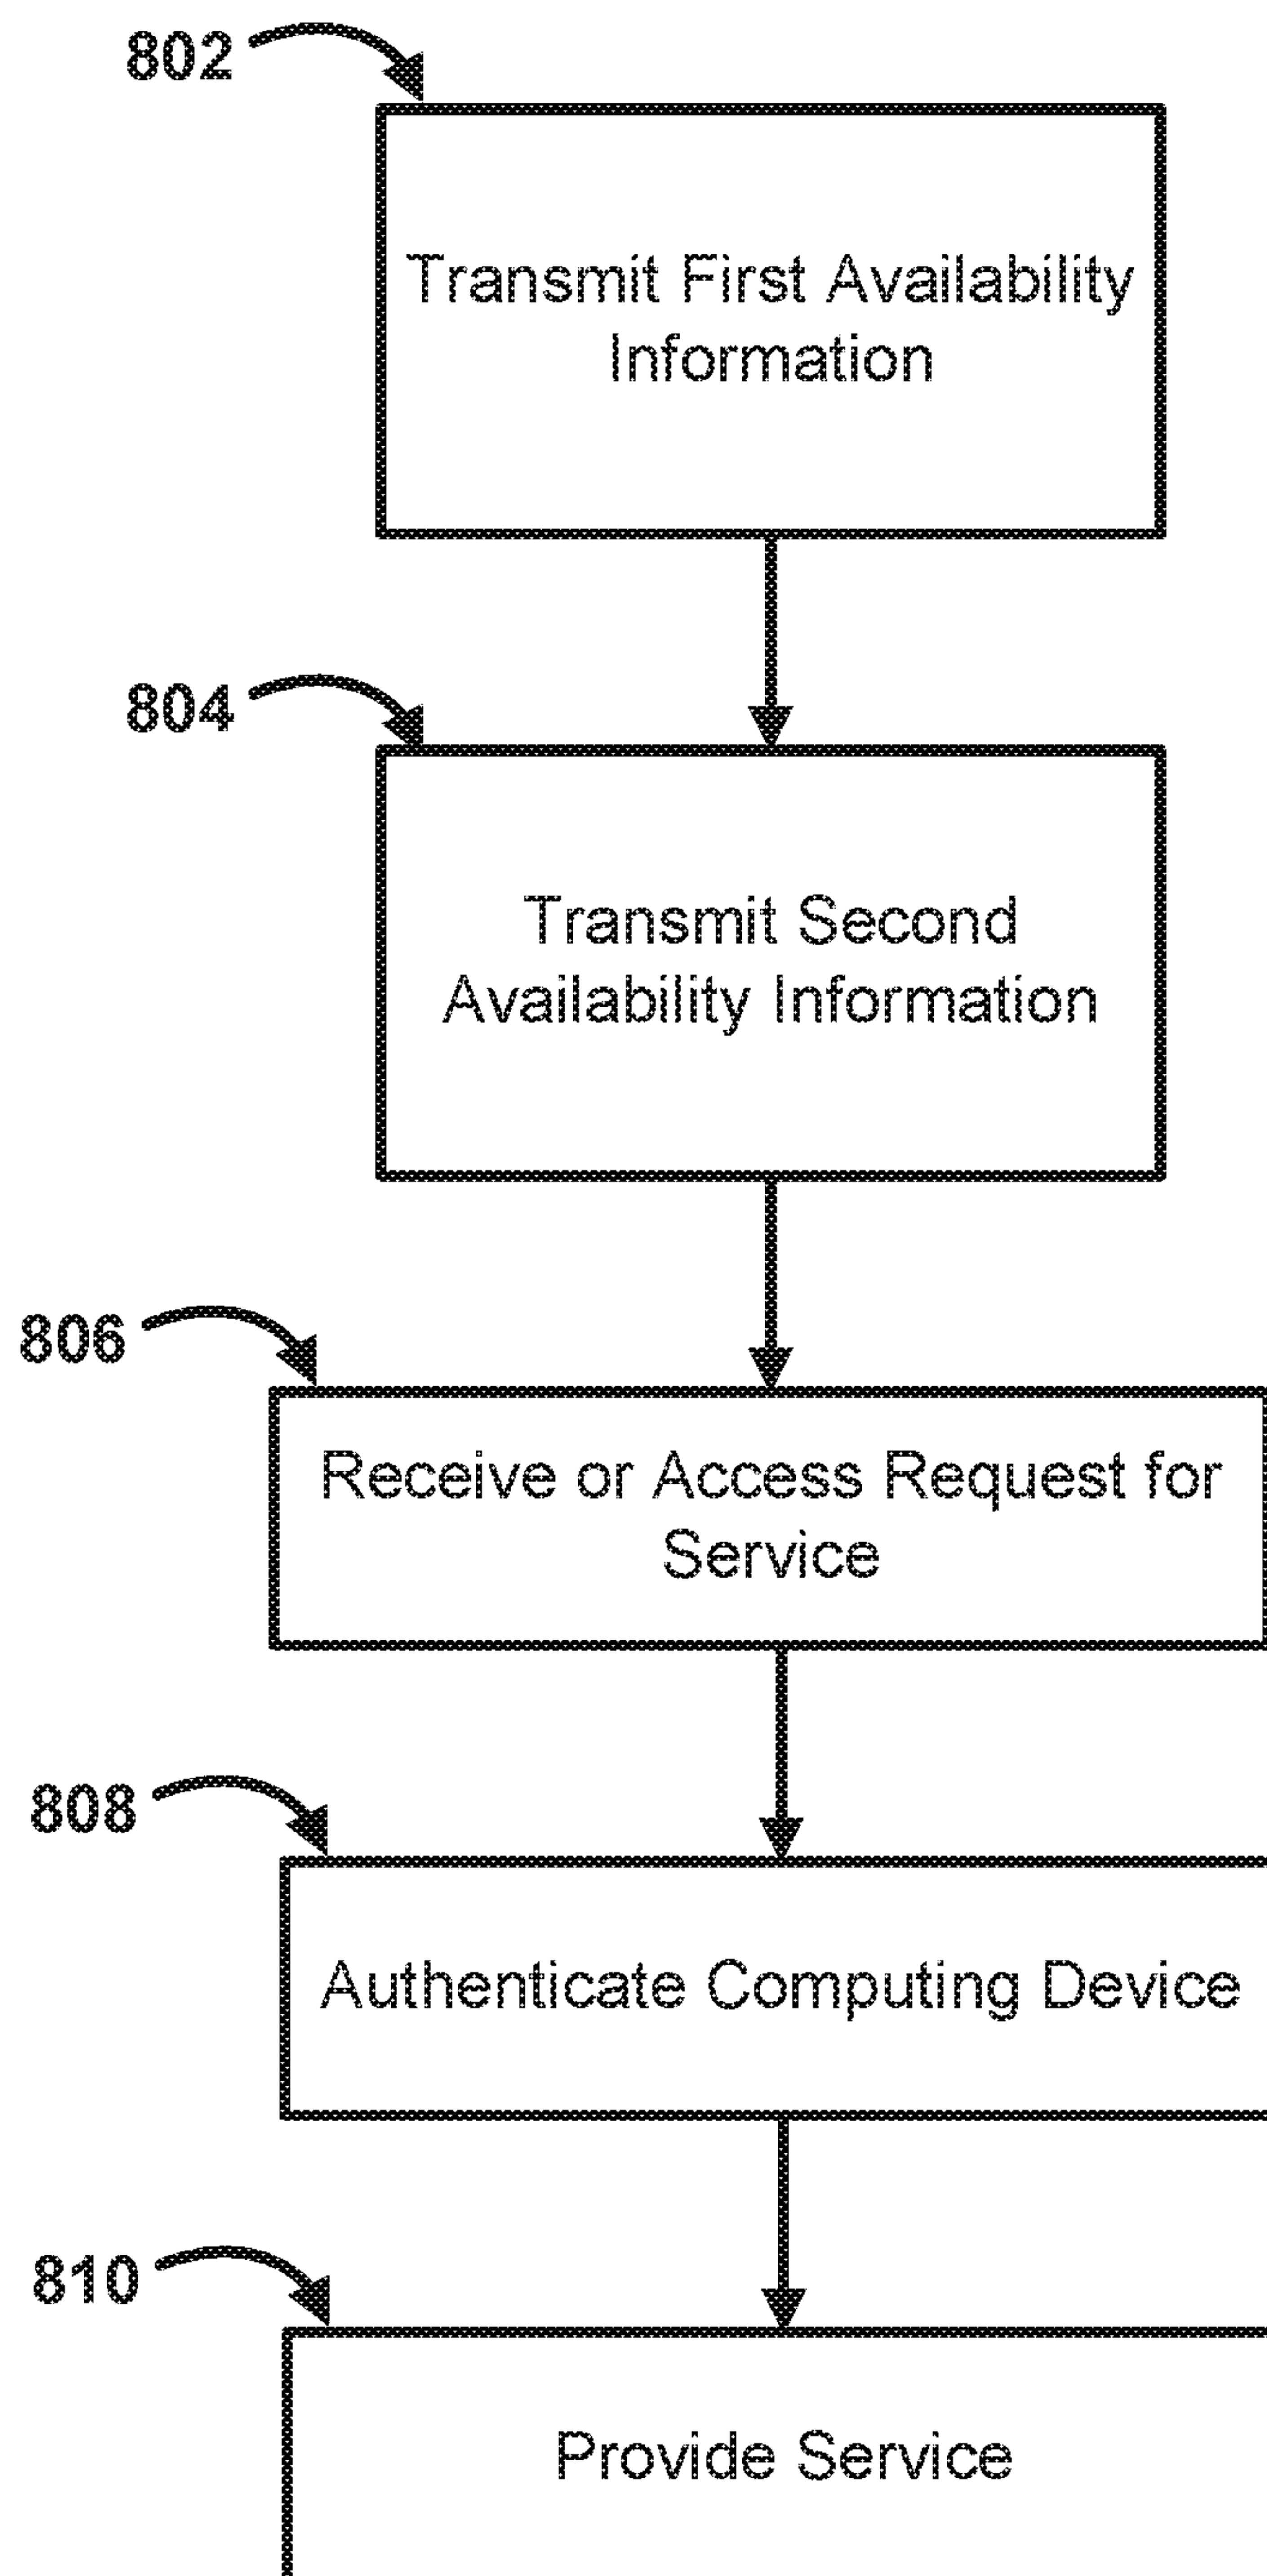 802
Transmit First Availability
Information
804
Transmit Second
Availability Information
806
Receive or Access Request for
Service
808
Authenticate Computing Device
810
Provide Service